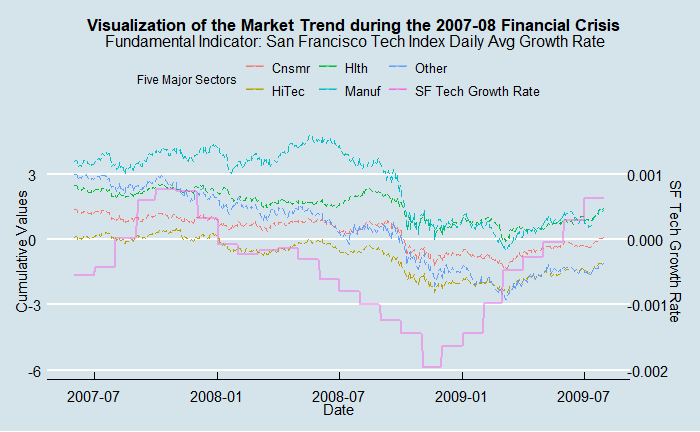 Visualization of the Market Trend during the 2007-08 Financial Crisis
Fundamental Indicator: San Francisco Tech Index Daily Avg Growth Rate
Five Major Sectors
Cnsmr
Hlth
Other
HiTec
Manuf
SF Tech Growth Rate
Cumulative Values
3
0
-3
-6
0.001
0.000
-0.001
-0.002
SF Tech Growth Rate
2007-07
2008-01
2008-07
2009-01
2009-07
Date